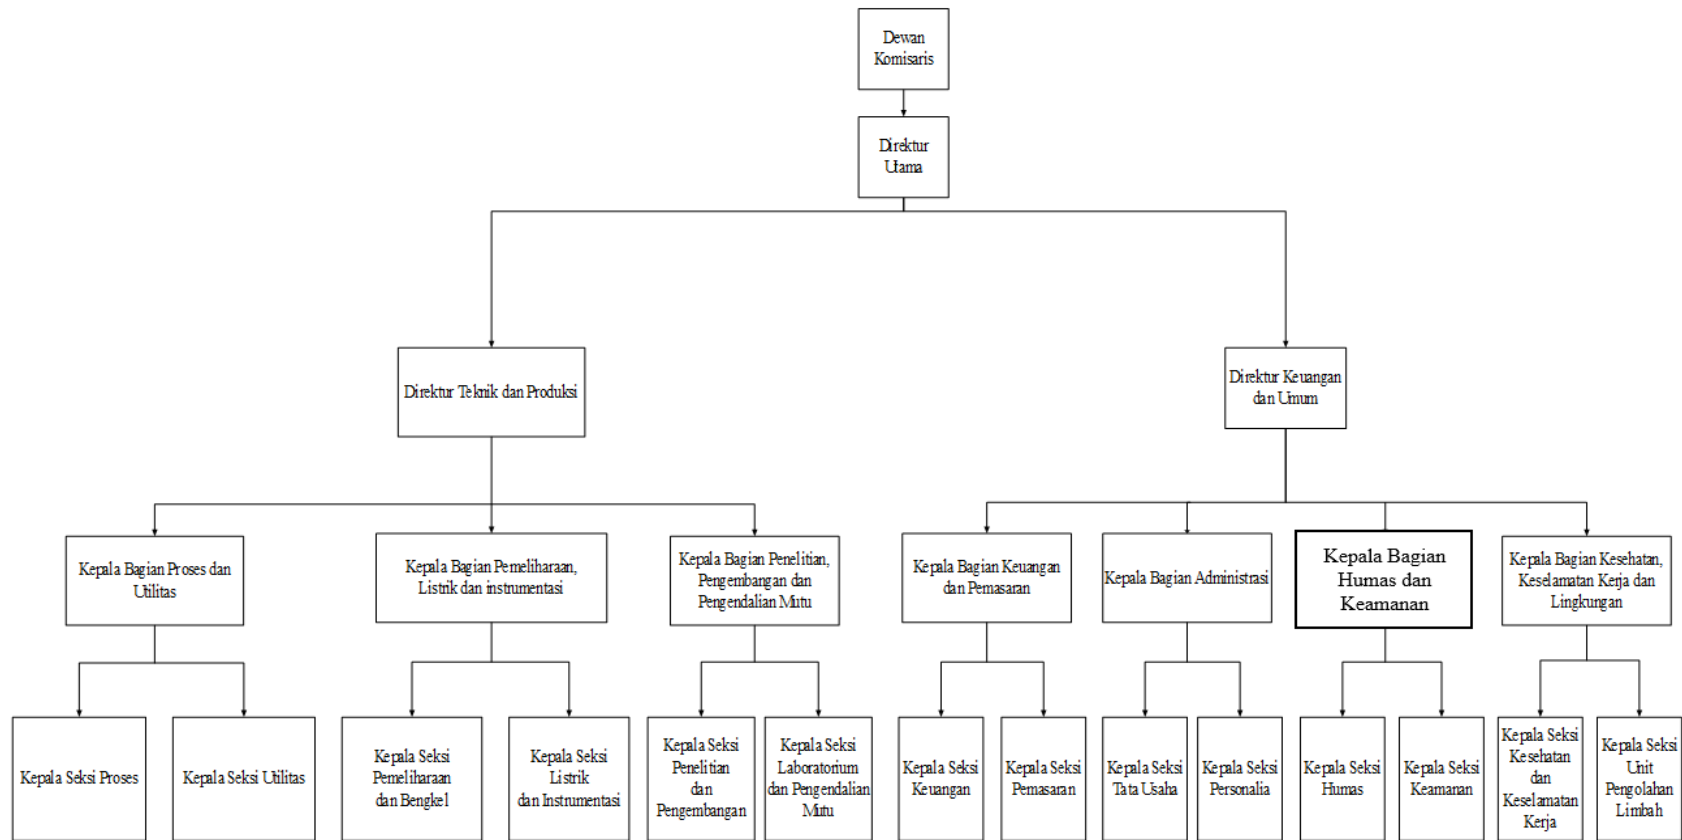 Dewan
Komisaris
Direktur
Utama
Direktur Teknik dan Produksi
Direktur Keuangan
dan Umum
Kepala Bagian Proses dan
Utilitas
Kepala Bagian Pemeliharaan,
Listrik dan instrumentasi
Kepala Bagian Penelitian,
Pengembangan dan
Pengendalian Mutu
Kepala Bagian Keuangan
dan Pemasaran
Kepala Bagian Administrasi
Kepala Bagian
Humas dan
Keamanan
Kepala Bagian Kesehatan,
Keselamatan Kerja dan
Lingkungan
Kepala Seksi Proses
Kepala Seksi Utilitas
Kepala Seksi
Pemeliharaan
dan Bengkel
Kepala Seksi
Listrik
dan Instrumentasi
Kepala Seksi
Penelitian
dan
Pengembangan
Kepala Seksi
Laboratorium
dan Pengendalian
Mutu
Kepala Seksi
Keuangan
Kepala Seksi
Pemasaran
Kepala Seksi
Tata Usaha
Kepala Seksi
Personalia
Kepala Seksi
Humas
Kepala Seksi
Keamanan
Kepala Seksi
Kesehatan
dan
Keselamatan
Kerja
Kepala Seksi
Unit
Pengolahan
Limbah